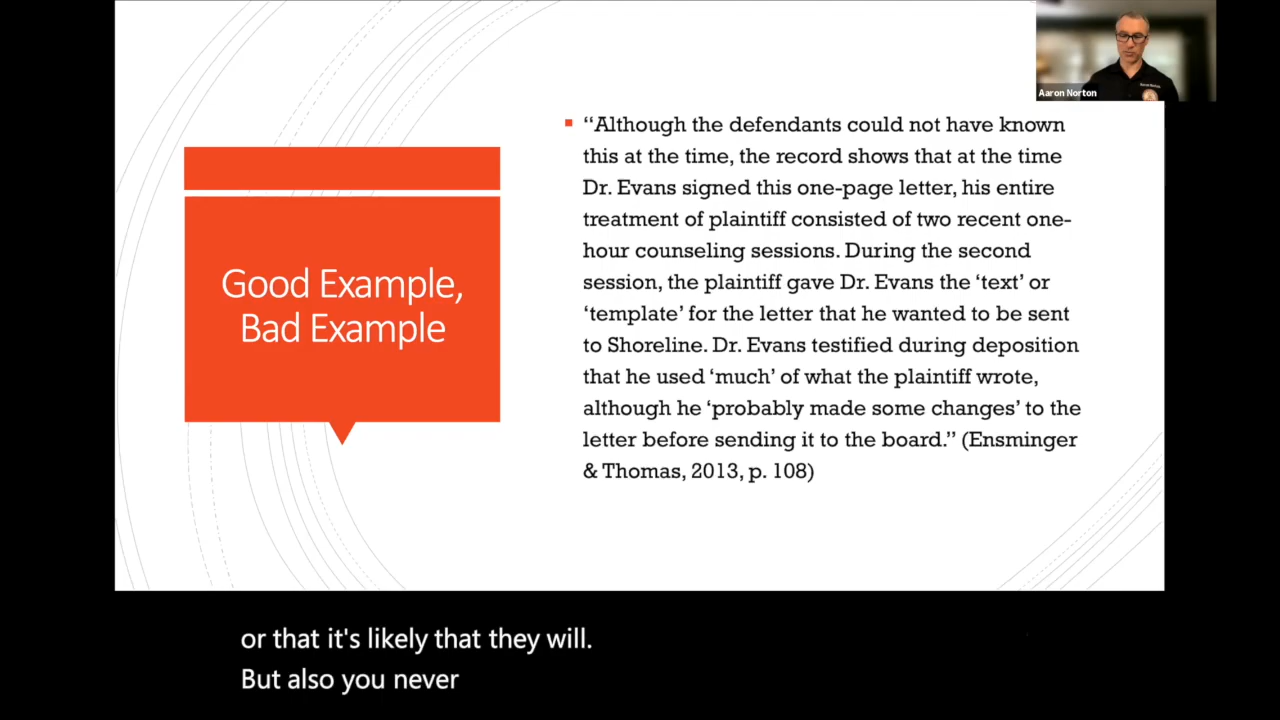 Aaron Norton
Good Example,
Bad Example
“Although the defendants could not have known
this at the time, the record shows that at the time
Dr. Evans signed this one-page letter, his entire
treatment of plaintiff consisted of two recent one-
hour counseling sessions. During the second
session, the plaintiff gave Dr. Evans the ‘text’ or
‘template’ for the letter that he wanted to be sent
to Shoreline. Dr. Evans testified during deposition
that he used ‘much’ of what the plaintiff wrote,
although he ‘probably made some changes’ to the
letter before sending it to the board.” (Ensminger
& Thomas, 2013, p. 108)
or that it's likely that they will.
But also you never